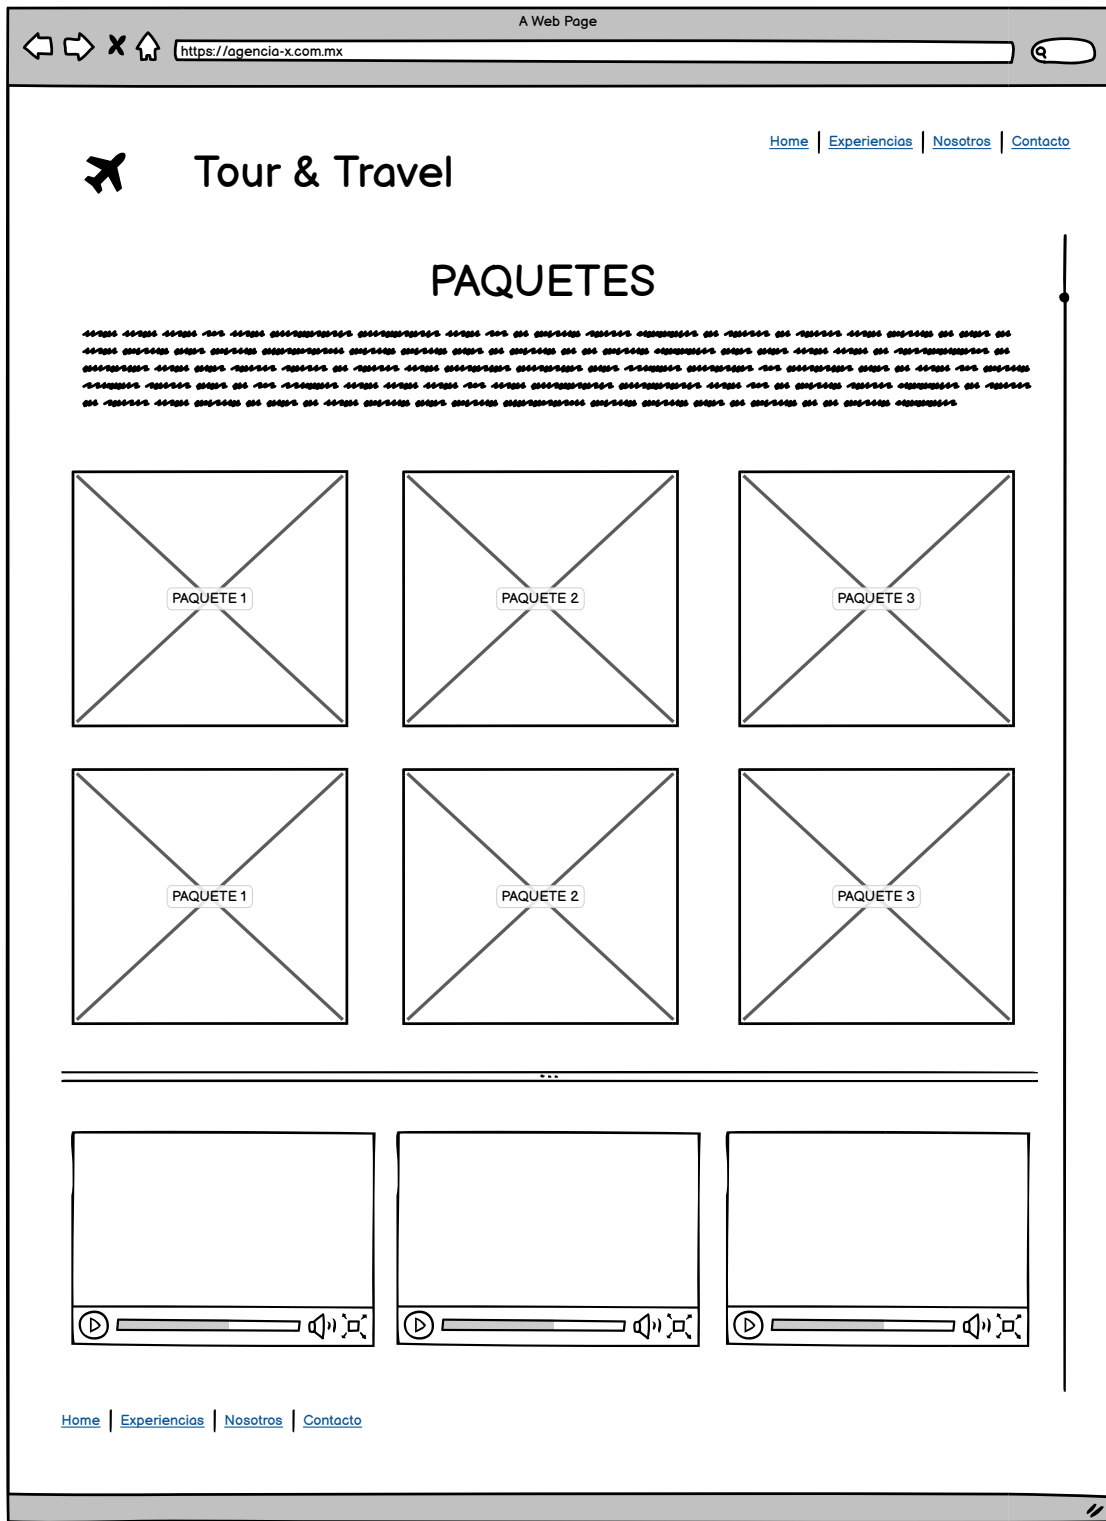 A Web Page
https://agencia-x.com.mx
Home Experiencias Nosotros Contacto
Tour & Travel
PAQUETES
PAQUETE 1 PAQUETE 2 PAQUETE 3
PAQUETE 1 PAQUETE 2 PAQUETE 3
Home Experiencias Nosotros Contacto